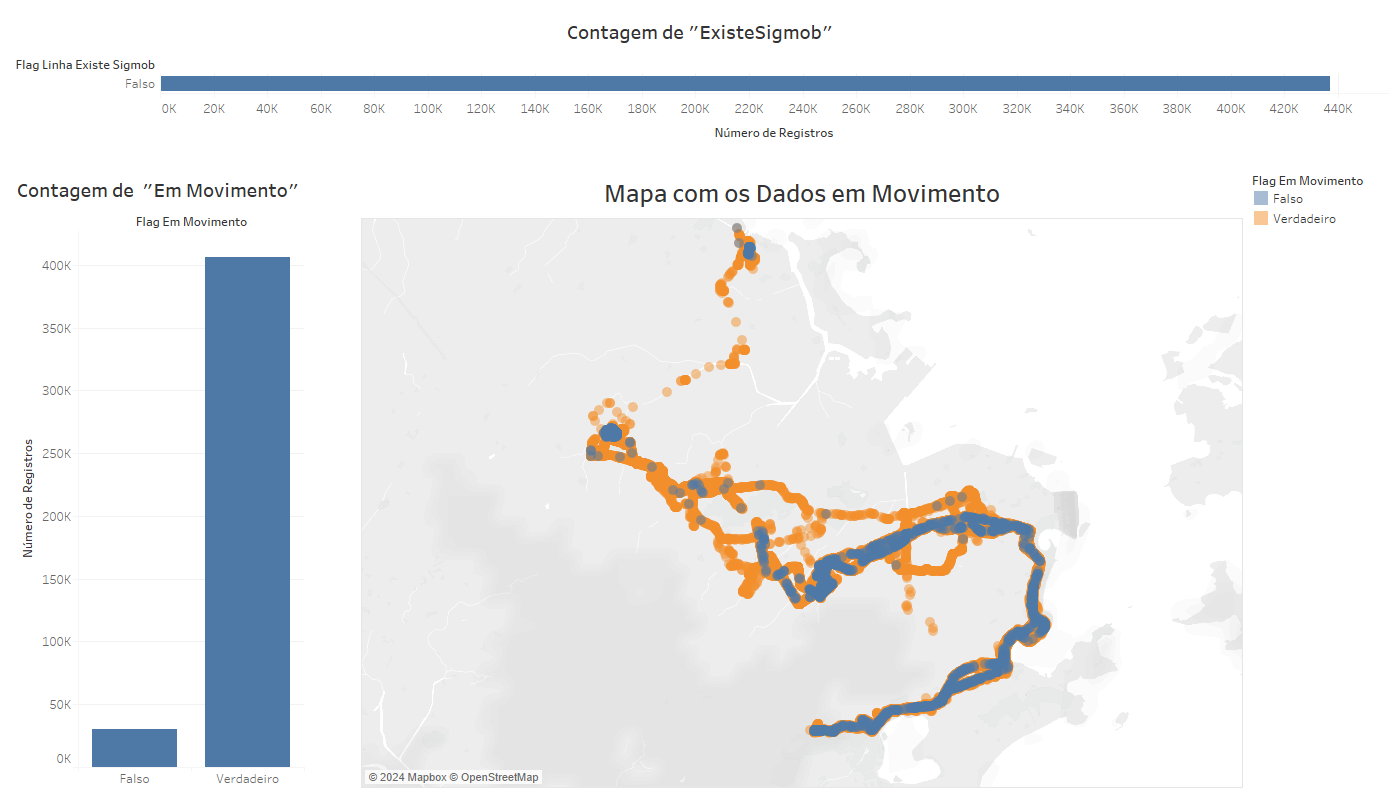 Contagem de "ExisteSigmob"
Flag Linha Existe Sigmob
Falso
0K 20K 40K 60K 80K 100K 120K 140K 160K 180K 200K 220K 240K 260K 280K 300K 320K 340K 360K 380K 400K 420K 440K
Número de Registros
Contagem de "Em Movimento"
Flag Em Movimento
400K
350K
300K
250K
200K
150K
100K
50K
0K
Número de Registros
Falso Verdadeiro
Mapa com os Dados em Movimento
© 2024 Mapbox © OpenStreetMap
Flag Em Movimento
Falso
Verdadeiro